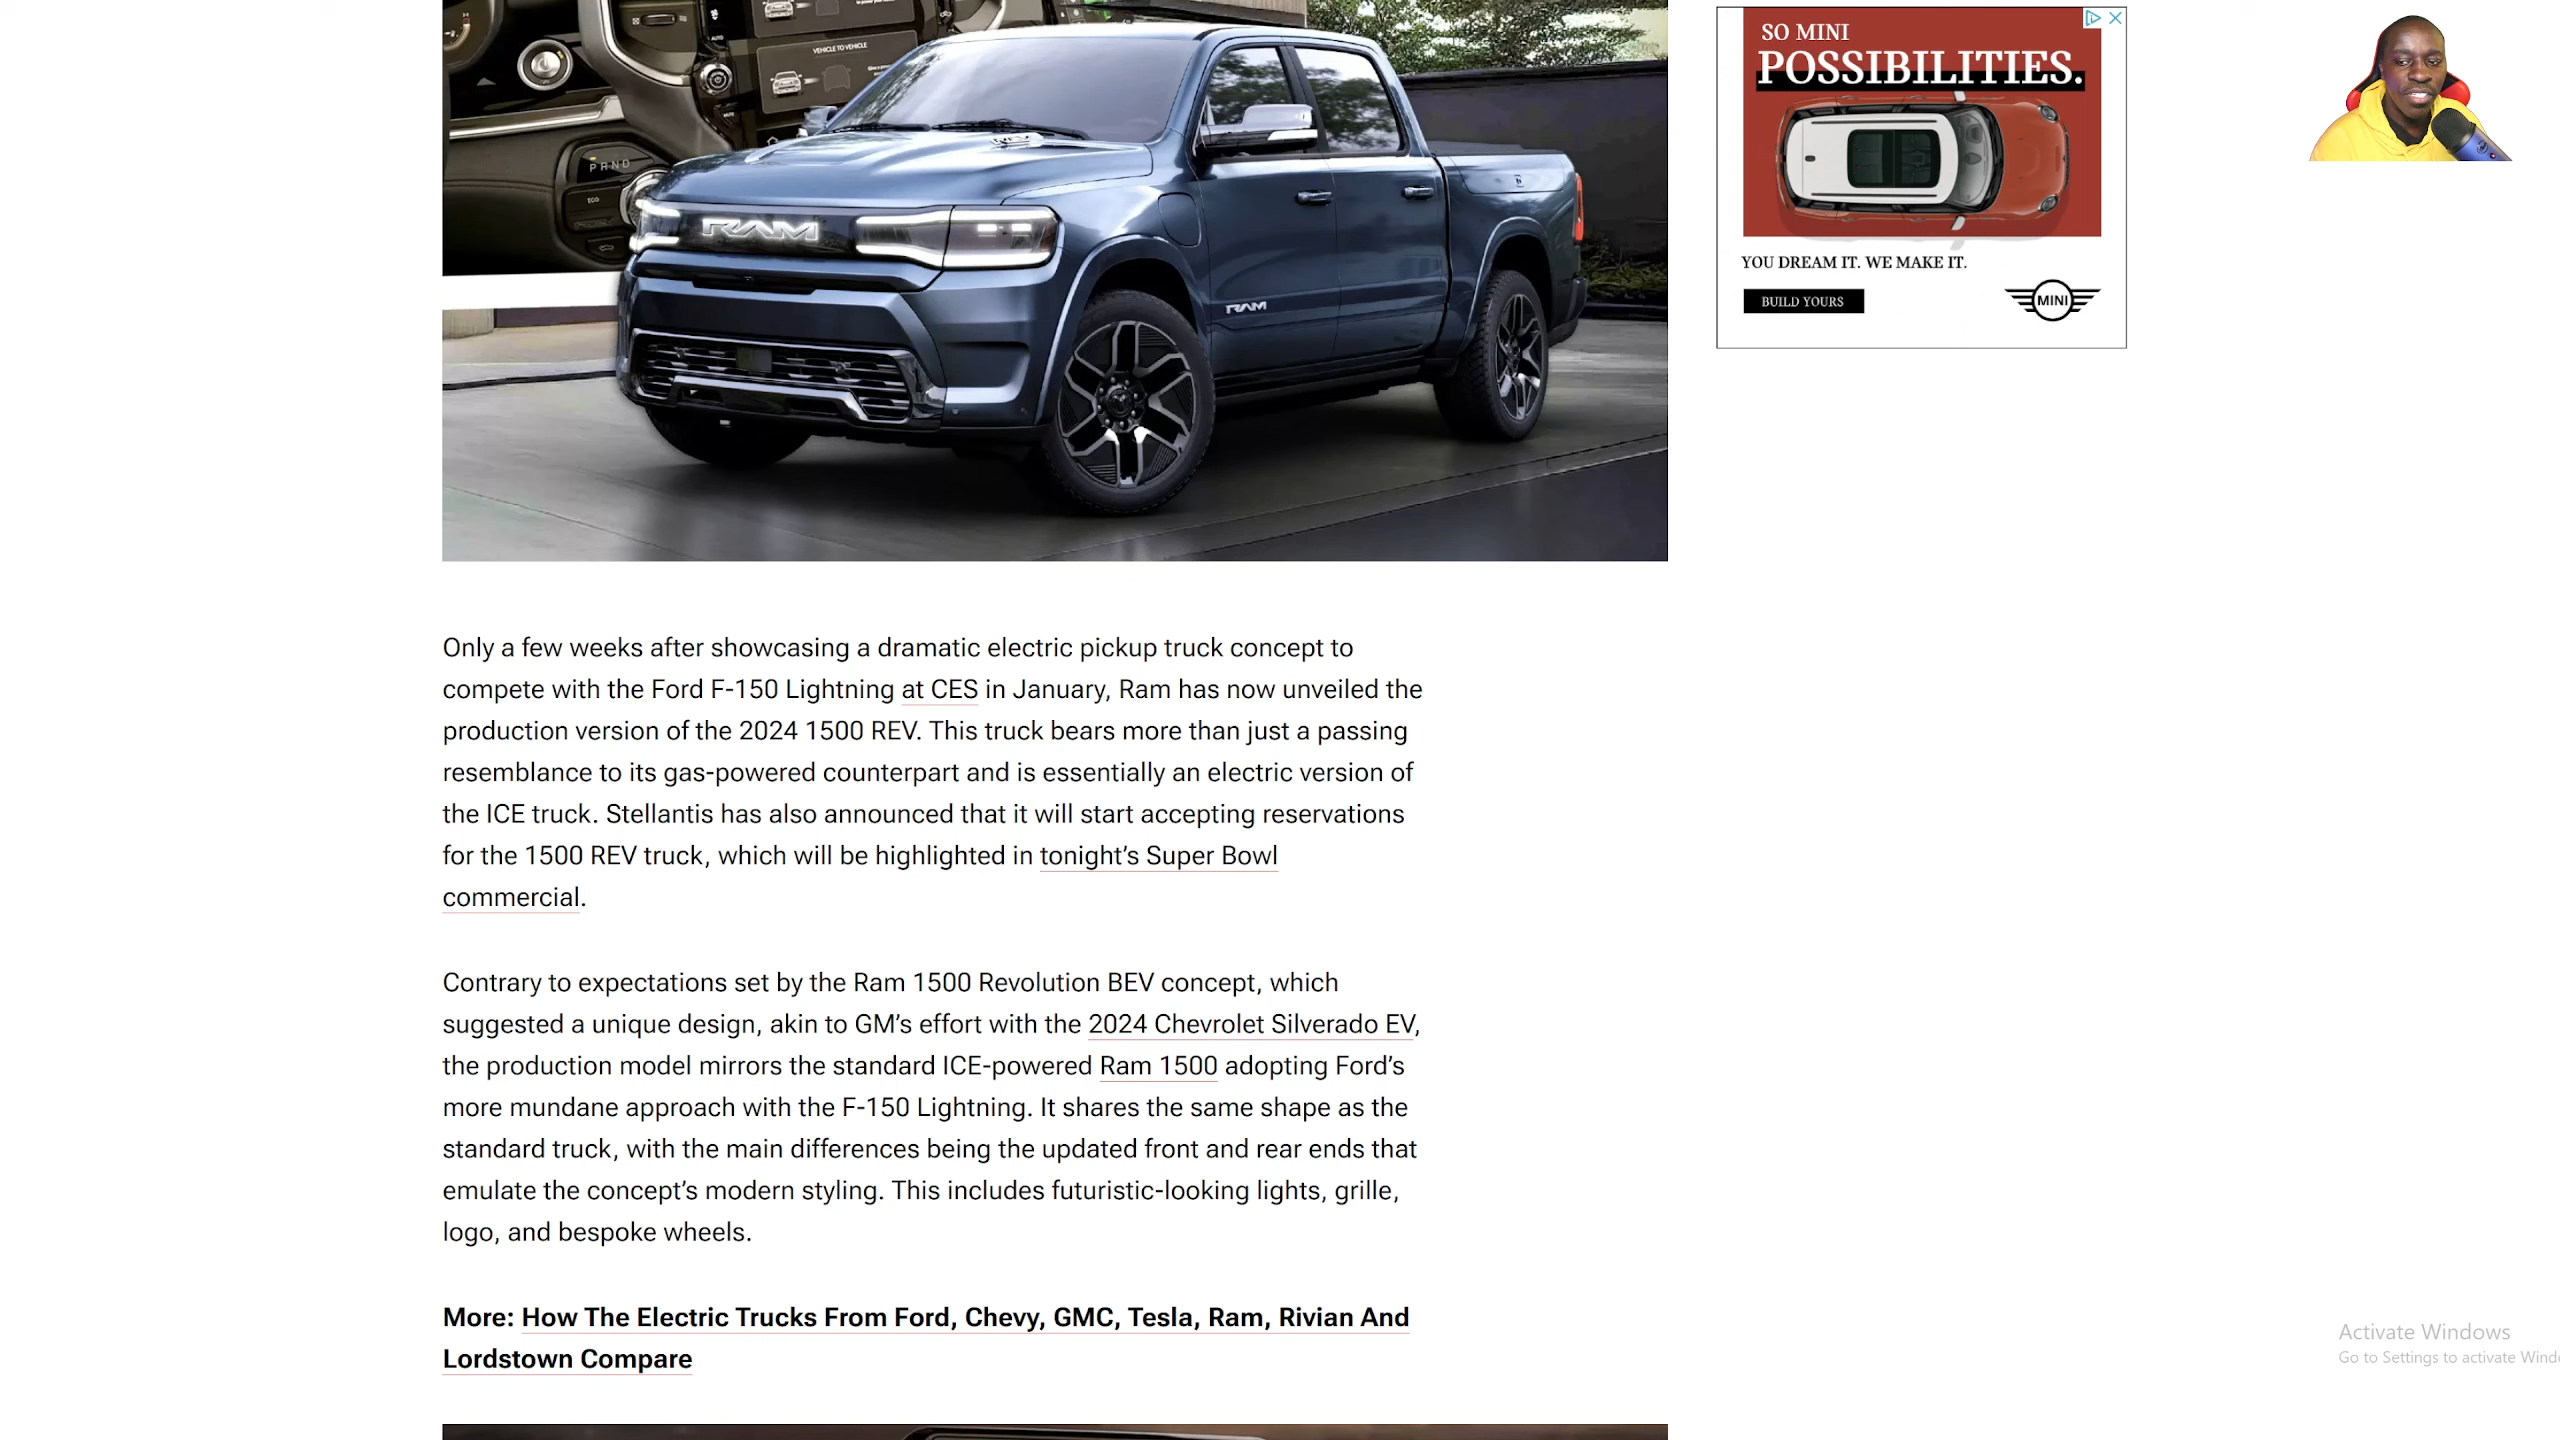 VEHICLE TO VEHICLE
AUTO
MUTE
PRND
ECO
RAM
RAM
SO MINI
POSSIBILITIES.
YOU DREAM IT. WE MAKE IT.
BUILD YOURS
MINI
Only a few weeks after showcasing a dramatic electric pickup truck concept to
compete with the Ford F-150 Lightning at CES in January, Ram has now unveiled the
production version of the 2024 1500 REV. This truck bears more than just a passing
resemblance to its gas-powered counterpart and is essentially an electric version of
the ICE truck. Stellantis has also announced that it will start accepting reservations
for the 1500 REV truck, which will be highlighted in tonight’s Super Bowl
commercial.
Contrary to expectations set by the Ram 1500 Revolution BEV concept, which
suggested a unique design, akin to GM’s effort with the 2024 Chevrolet Silverado EV,
the production model mirrors the standard ICE-powered Ram 1500 adopting Ford’s
more mundane approach with the F-150 Lightning. It shares the same shape as the
standard truck, with the main differences being the updated front and rear ends that
emulate the concept’s modern styling. This includes futuristic-looking lights, grille,
logo, and bespoke wheels.
More: How The Electric Trucks From Ford, Chevy, GMC, Tesla, Ram, Rivian And
Lordstown Compare
Activate Windows
Go to Settings to activate Wind